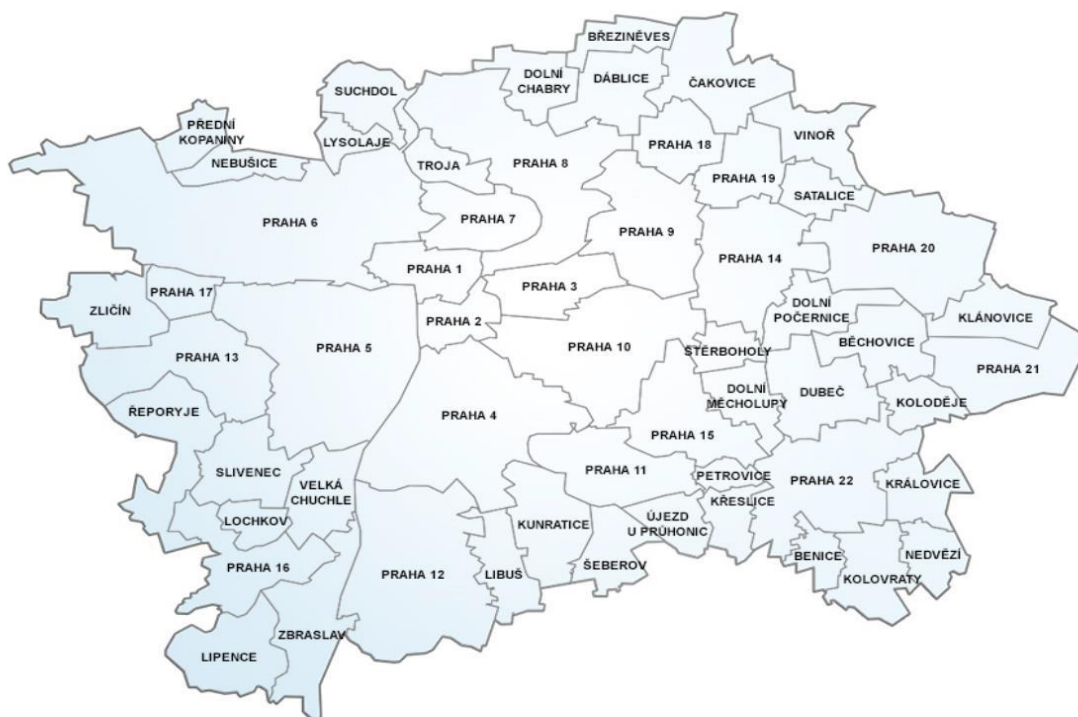 BŘEZINĚVES
DOLNÍ
CHABRY
ĎÁBLICE
ČAKOVICE
SUCHDOL
PŘEDNÍ
KOPANINY
LYSOLAJE
NEBUŠICE
TROJA
PRAHA 8
PRAHA 18
VINOŘ
PRAHA 19
SATALICE
PRAHA 6
PRAHA 7
PRAHA 9
PRAHA 14
PRAHA 20
PRAHA 1
PRAHA 3
PRAHA 17
ZLIČÍN
PRAHA 2
DOLNÍ
POČERNICE
KLÁNOVICE
PRAHA 13
PRAHA 5
PRAHA 10
ŠTĚRBOHOLY
BĚCHOVICE
PRAHA 21
ŘEPORYJE
PRAHA 4
DOLNÍ
MĚCHOLUPY
DUBEČ
KOLODĚJE
PRAHA 15
SLIVENEC
VELKÁ
CHUCHLE
PRAHA 11
PETROVICE
PRAHA 22
KRÁLOVICE
LOCHKOV
KUNRATICE
ÚJEZD
U PRŮHONIC
KŘESLICE
PRAHA 16
PRAHA 12
LIBUŠ
ŠEBEROV
BENICE
KOLOVRATY
NEDVĚZÍ
LIPENCE
ZBRASLAV